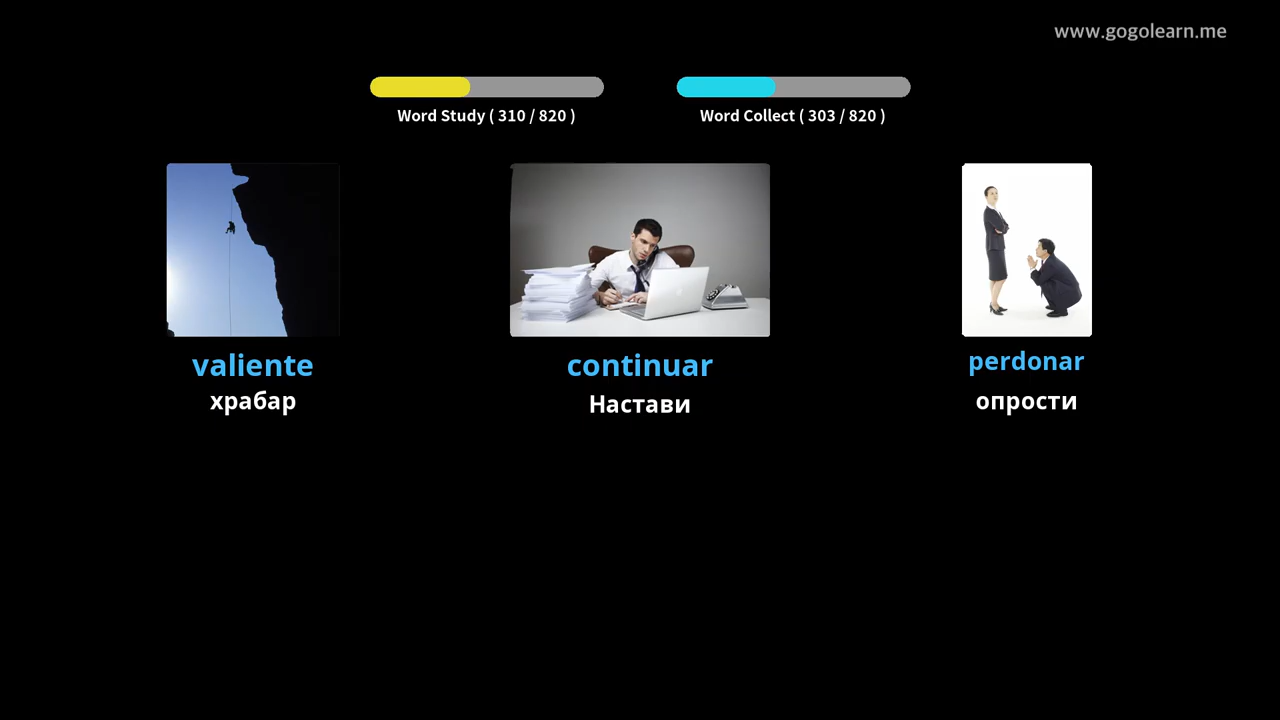 www.gogolearn.me
Word Study ( 310 / 820 )
Word Collect ( 303 / 820 )
valiente
храбар
continuar
Настави
perdonar
опрости